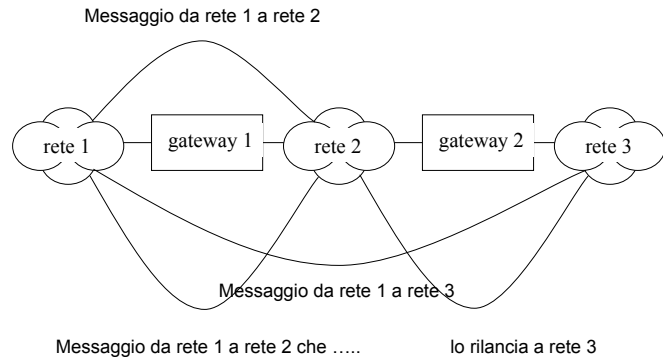 Messaggio da rete 1 a rete 2
rete 1
gateway 1
rete 2
gateway 2
rete 3
Messaggio da rete 1 a rete 3
Messaggio da rete 1 a rete 2 che …..
lo rilancia a rete 3